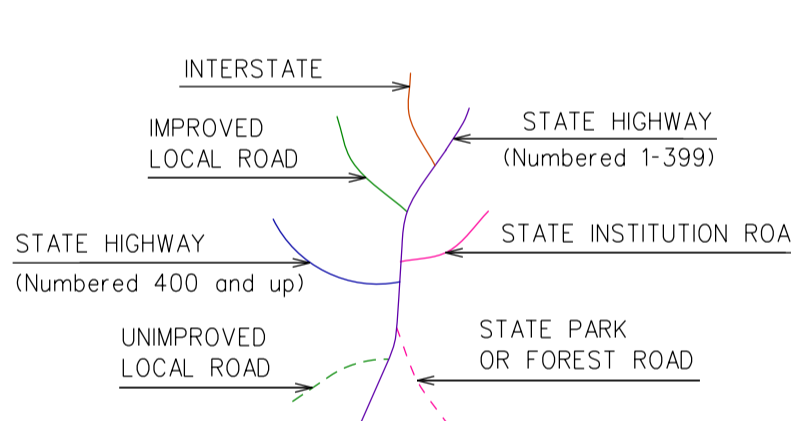 INTERSTATE
IMPROVED
LOCAL ROAD
STATE HIGHWAY
(Numbered 1-399)
STATE HIGHWAY
(Numbered 400 and up)
STATE INSTITUTION ROA
UNIMPROVED
LOCAL ROAD
STATE PARK
OR FOREST ROAD